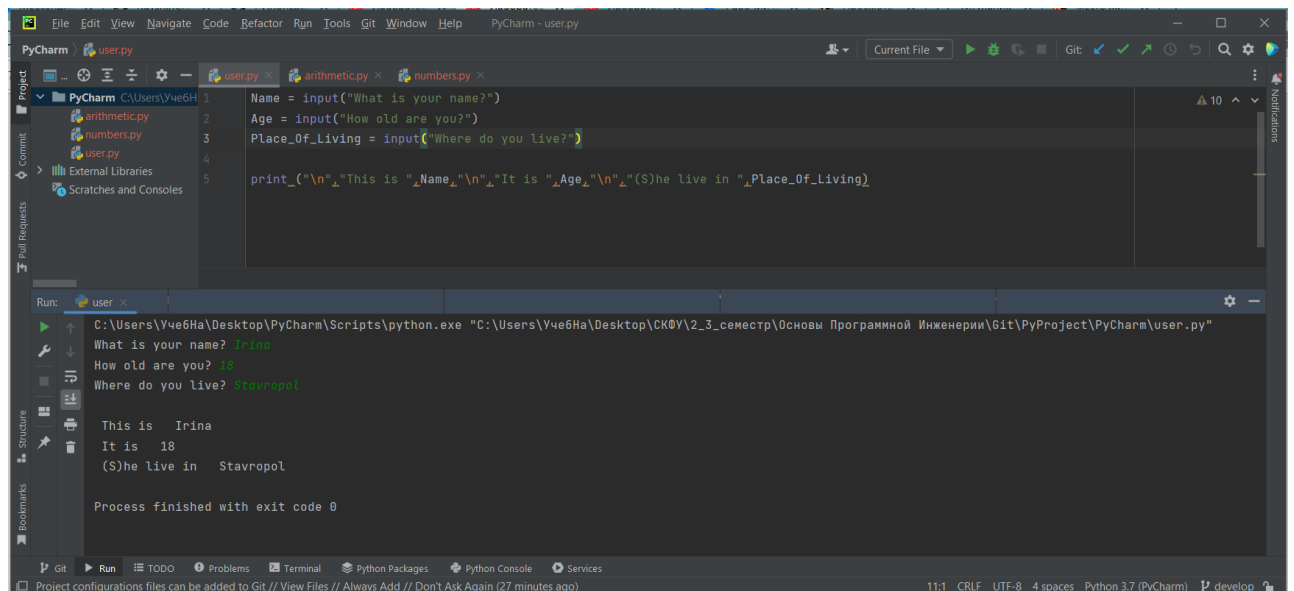 File Edit View Navigate Code Refactor Run Tools Git Window Help PyCharm - user.py
PyCharm user.py Current File Git:
Project ... user.py arithmetic.py numbers.py
PyCharm C:\Users\УчебН
arithmetic.py
numbers.py
user.py
External Libraries
Scratches and Consoles
1 Name = input("What is your name?")
2 Age = input("How old are you?")
3 Place_Of_Living = input("Where do you live?")
4
5 print ("\n","This is ",Name,"\n","It is ",Age,"\n","(S)he live in ",Place_Of_Living)
10
Notifications
Commit
Pull Requests
Run: user
C:\Users\УчебНа\Desktop\PyCharm\Scripts\python.exe "C:\Users\УчебНа\Desktop\СКФУ\2_3_семестр\Основы Программной Инженерии\Git\PyProject\PyCharm\user.py"
What is your name? Irina
How old are you? 18
Where do you live? Stavropol
This is   Irina
It is   18
(S)he live in   Stavropol
Process finished with exit code 0
Structure
Bookmarks
Git Run TODO Problems Terminal Python Packages Python Console Services
Project configurations files can be added to Git // View Files // Always Add // Don't Ask Again (27 minutes ago) 11:1 CRLF UTF-8 4 spaces Python 3.7 (PyCharm) develop